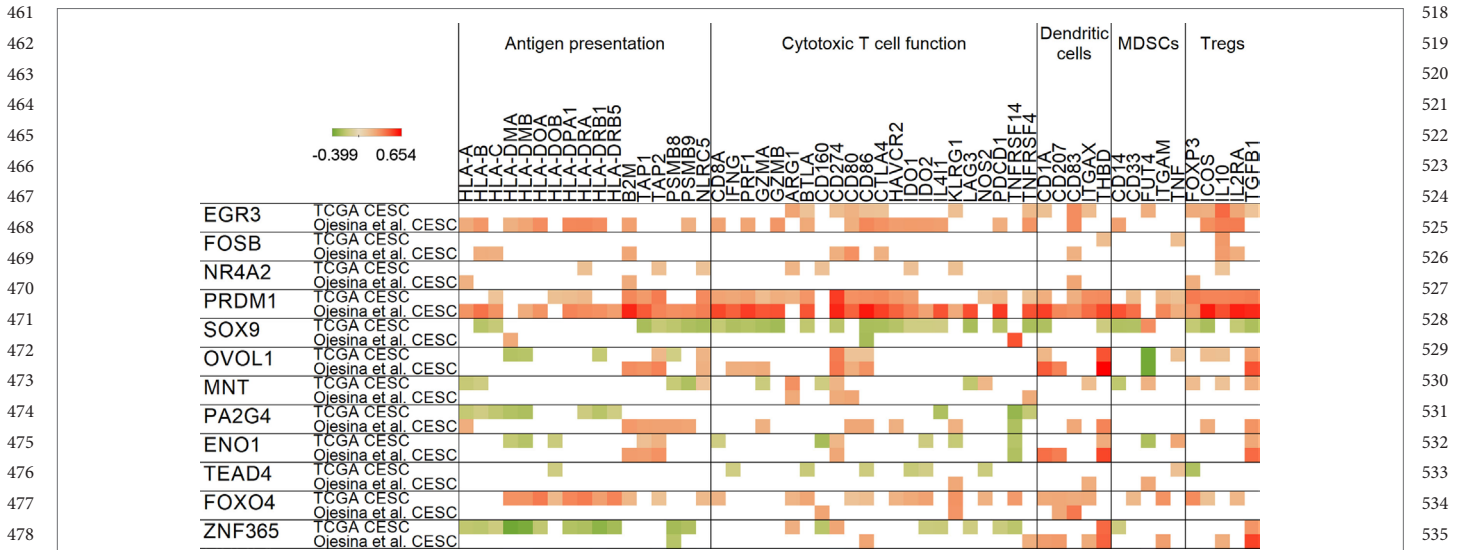 461 518
462 Antigen presentation Cytotoxic T cell function Dendritic cells MDSCs Tregs 519
463 520
464 521
465 522
-0.399 0.654
466 523
467 524
HLA-A
HLA-B
HLA-C
HLA-DMA
HLA-DMB
HLA-DOA
HLA-DOB
HLA-DPA1
HLA-DRA
HLA-DRB1
HLA-DRB5
B2M
TAP1
TAP2
PSMB8
PSMB9
NLRC5
CD8A
IFNG
PRF1
GZMA
GZMB
ARG1
BTLA
CD160
CD274
CD80
CD86
CTLA4
HAVCR2
IDO1
IDO2
IL4I1
KLRG1
LAG3
NOS2
PDCD1
TNFRSF14
TNFRSF4
CD1A
CD207
CD83
ITGAX
THBD
CD14
CD33
FUT4
ITGAM
TNF
FOXP3
ICOS
IL10
IL2RA
TGFB1
EGR3 TCGA CESC
468 Ojesina et al. CESC 525
FOSB TCGA CESC
469 Ojesina et al. CESC 526
NR4A2 TCGA CESC
Ojesina et al. CESC
470 527
PRDM1 TCGA CESC
Ojesina et al. CESC
471 528
SOX9 TCGA CESC
Ojesina et al. CESC
472 529
OVOL1 TCGA CESC
Ojesina et al. CESC
473 530
MNT TCGA CESC
Ojesina et al. CESC
474 531
PA2G4 TCGA CESC
Ojesina et al. CESC
475 532
ENO1 TCGA CESC
Ojesina et al. CESC
476 533
TEAD4 TCGA CESC
Ojesina et al. CESC
477 534
FOXO4 TCGA CESC
Ojesina et al. CESC
478 535
ZNF365 TCGA CESC
Ojesina et al. CESC